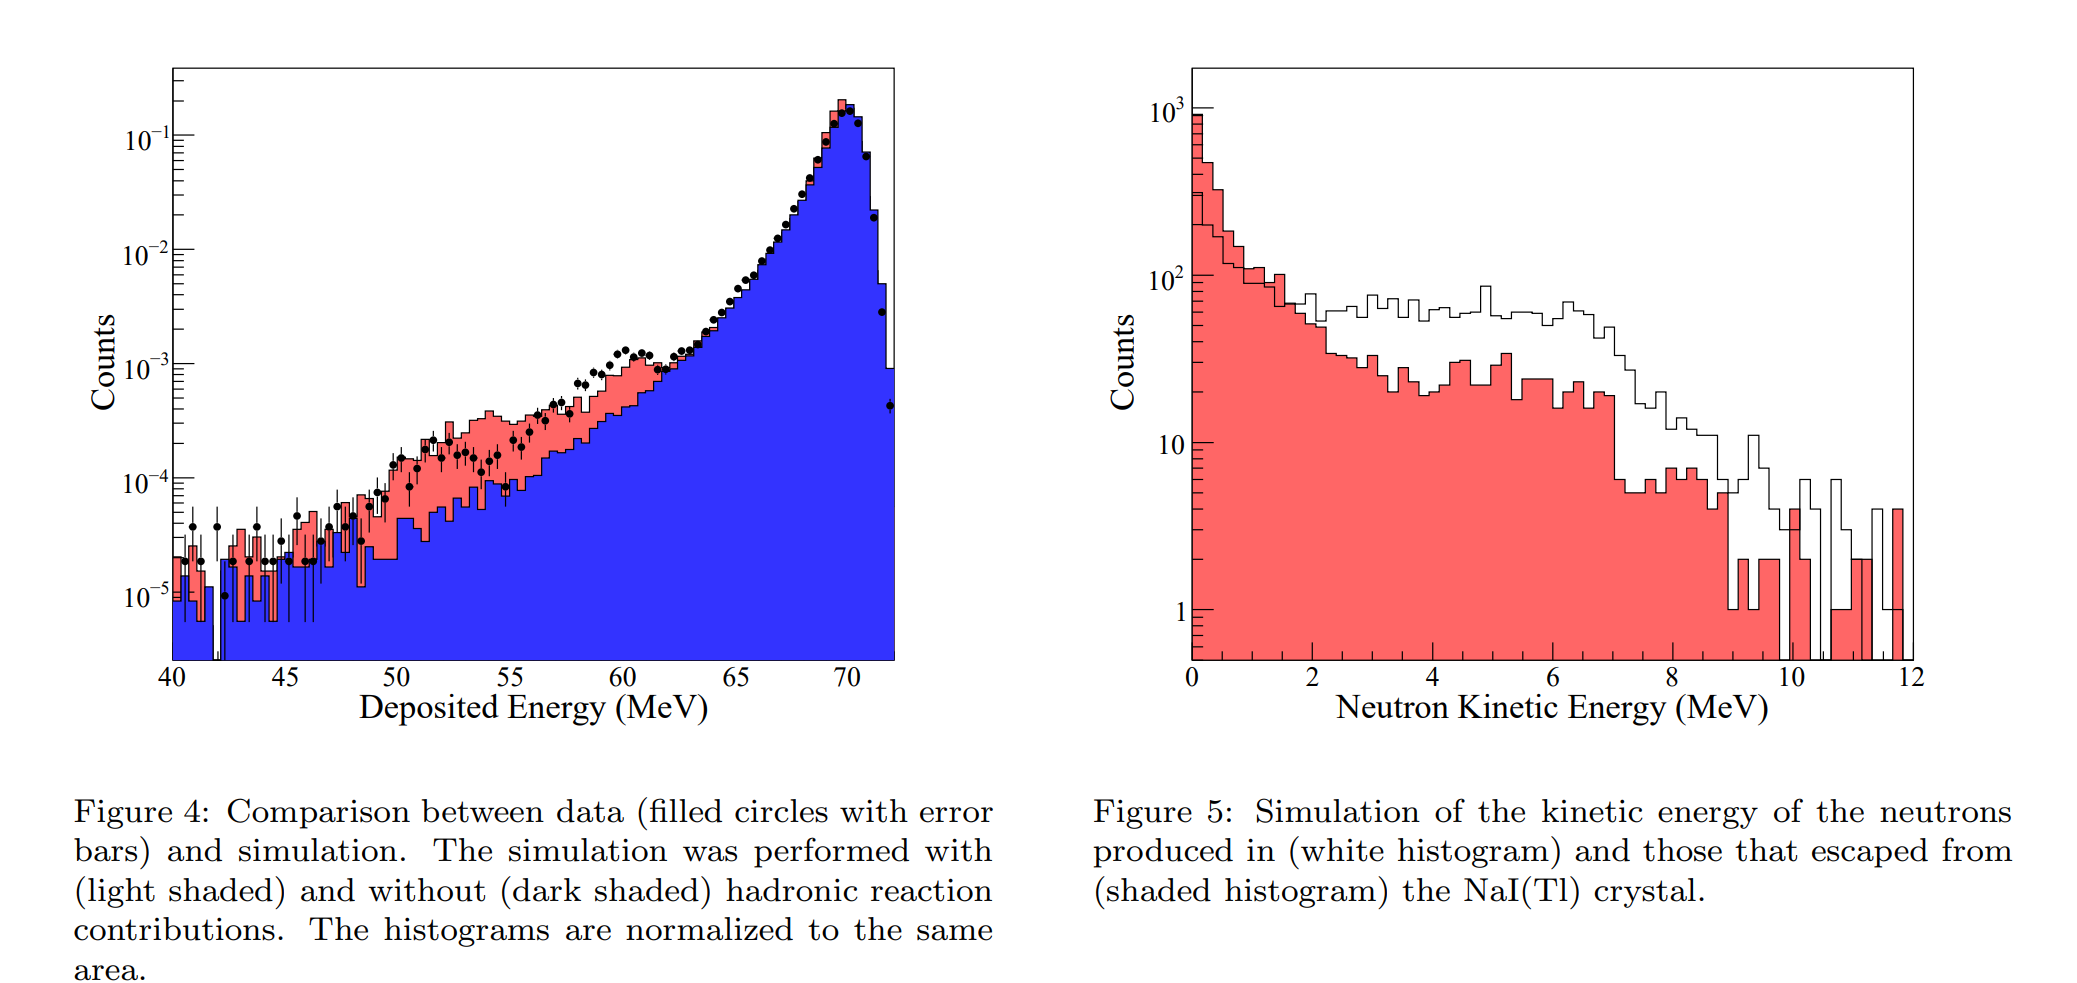 10⁻¹
10⁻²
10⁻³
10⁻⁴
10⁻⁵
Counts
40 45 50 55 60 65 70
Deposited Energy (MeV)
10³
10²
10
1
Counts
0 2 4 6 8 10 12
Neutron Kinetic Energy (MeV)
Figure 4: Comparison between data (filled circles with error
bars) and simulation. The simulation was performed with
(light shaded) and without (dark shaded) hadronic reaction
contributions. The histograms are normalized to the same
area.
Figure 5: Simulation of the kinetic energy of the neutrons
produced in (white histogram) and those that escaped from
(shaded histogram) the NaI(Tl) crystal.